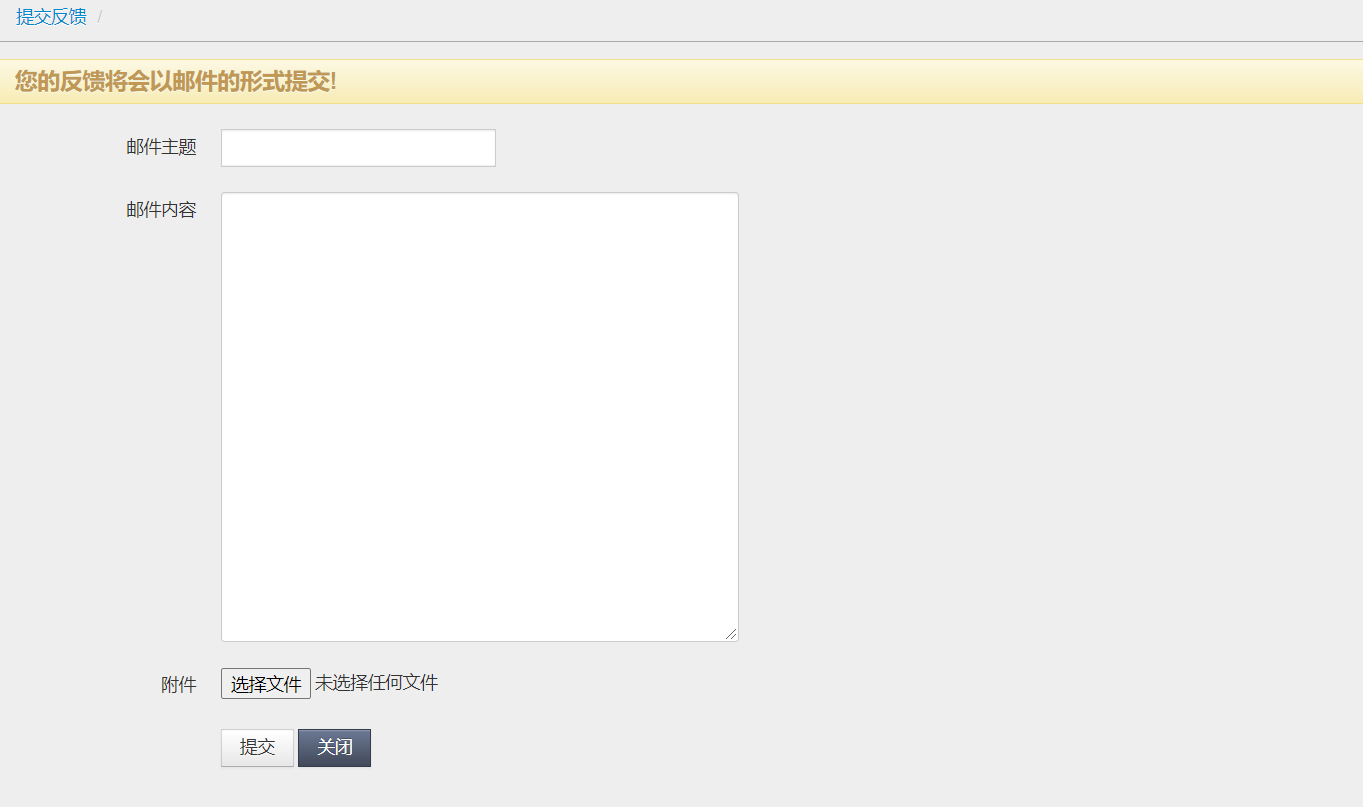 提交反馈 /
您的反馈将会以邮件的形式提交!
邮件主题
邮件内容
附件 选择文件 未选择任何文件
提交 关闭